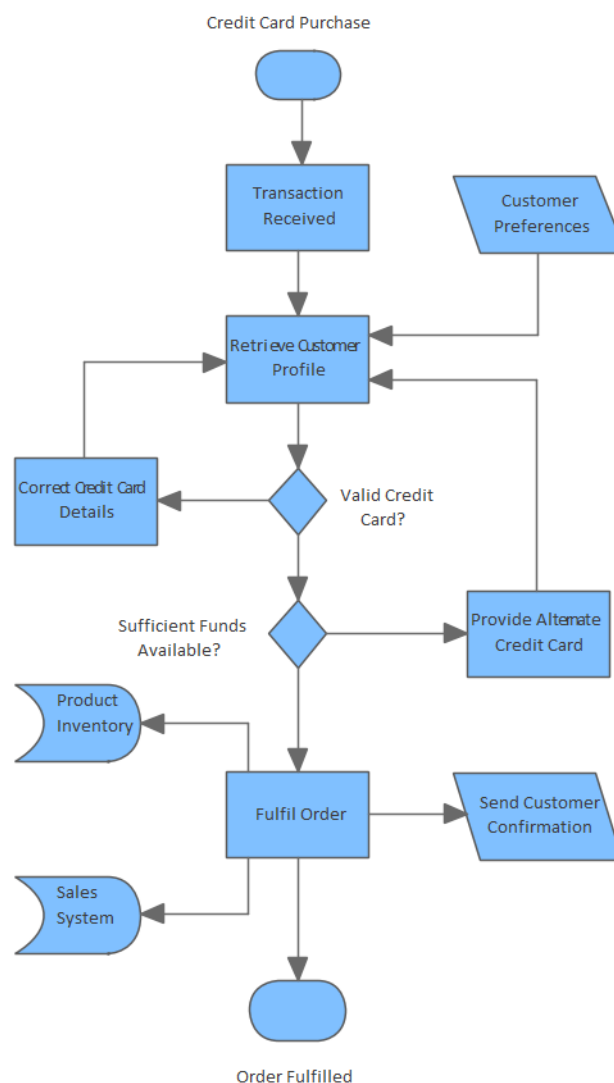 Credit Card Purchase
Transaction
Received
Customer
Preferences
Retrieve Customer
Profile
Correct Credit Card
Details
Valid Credit
Card?
Sufficient Funds
Available?
Provide Alternate
Credit Card
Product
Inventory
Fulfil Order
Send Customer
Confirmation
Sales
System
Order Fulfilled